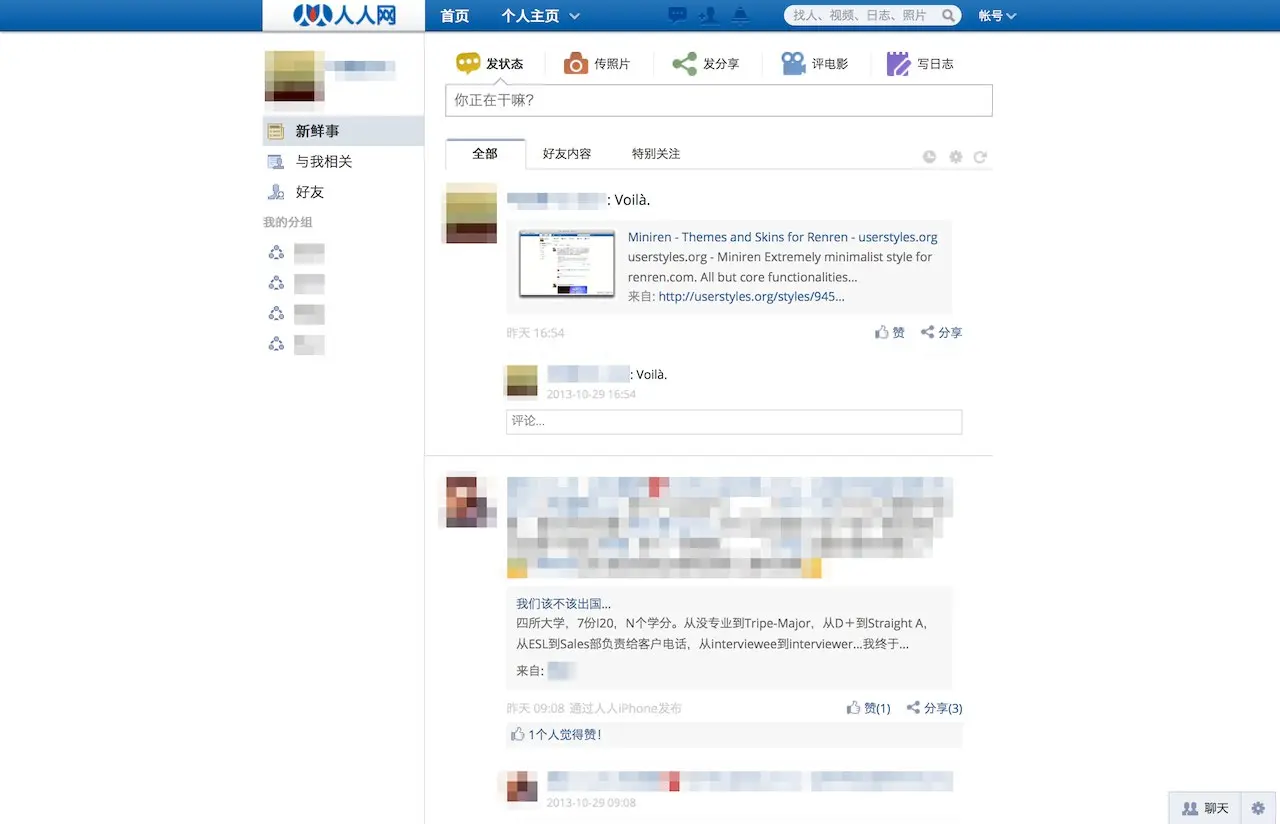 人人网
首页 个人主页
找人、视频、日志、照片
帐号
发状态 传照片 发分享 评电影 写日志
你正在干嘛?
新鲜事
与我相关
好友
我的分组
全部 好友内容 特别关注
: Voilà.
Miniren - Themes and Skins for Renren - userstyles.org
userstyles.org - Miniren Extremely minimalist style for
renren.com. All but core functionalities...
来自: http://userstyles.org/styles/945...
昨天 16:54 赞 分享
: Voilà.
2013-10-29 16:54
评论...
我们该不该出国...
四所大学，7份I20，N个学分。从没专业到Tripe-Major，从D＋到Straight A，
从ESL到Sales部负责给客户电话，从interviewee到interviewer...我终于...
来自:
昨天 09:08 通过人人iPhone发布 赞(1) 分享(3)
1个人觉得赞!
2013-10-29 09:08
聊天